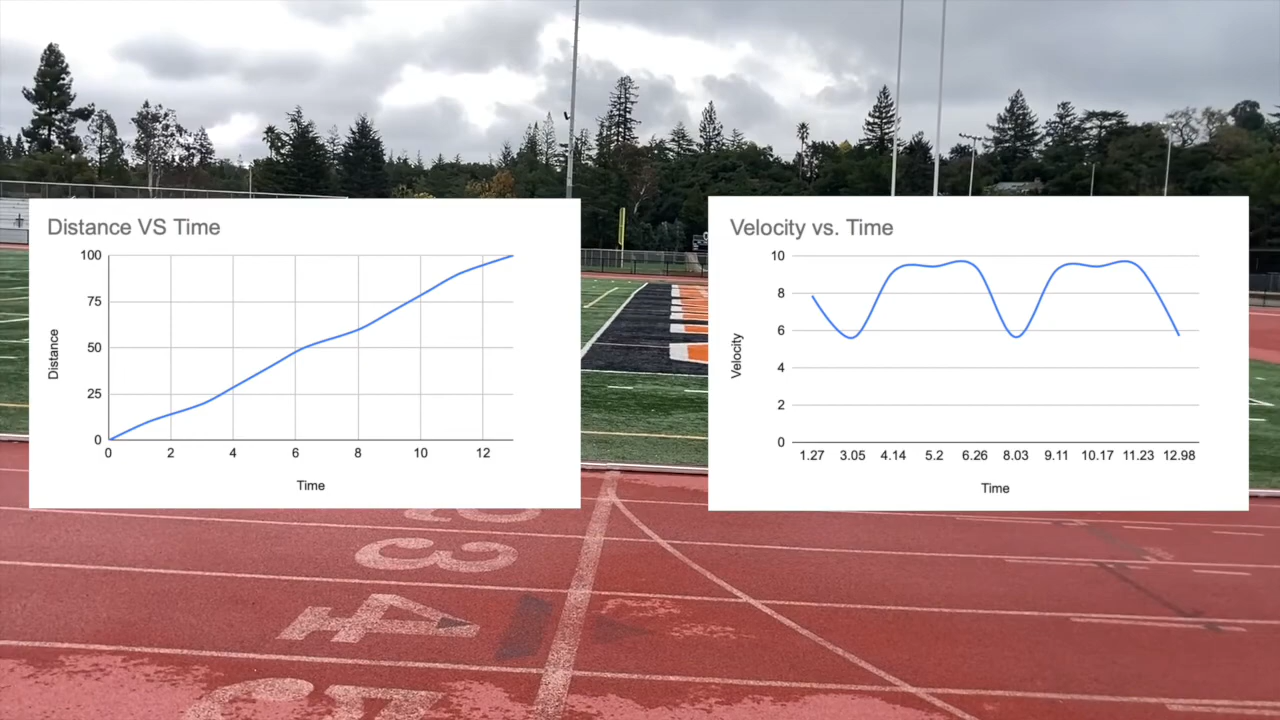 Distance VS Time
100
75
50
25
0
Distance
0 2 4 6 8 10 12
Time
Velocity vs. Time
10
8
6
4
2
0
Velocity
1.27 3.05 4.14 5.2 6.26 8.03 9.11 10.17 11.23 12.98
Time
3
4